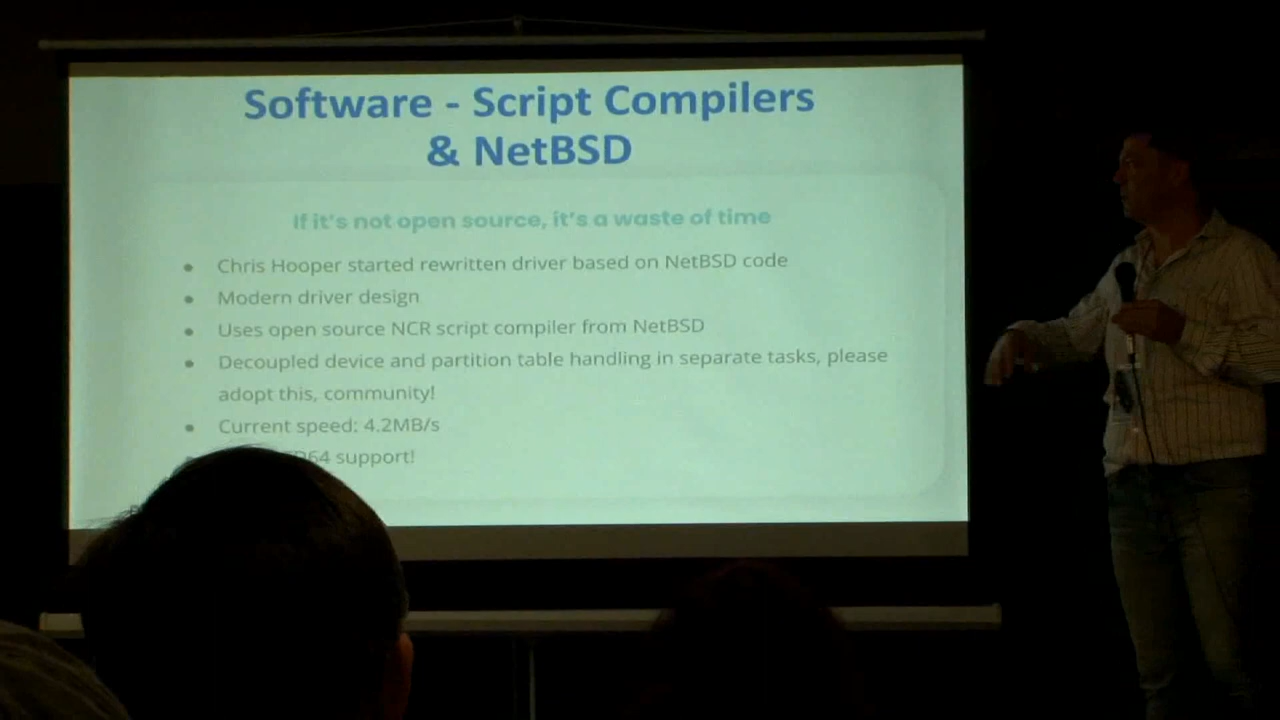 Software - Script Compilers
& NetBSD
If it's not open source, it's a waste of time
Chris Hooper started rewritten driver based on NetBSD code
Modern driver design
Uses open source NCR script compiler from NetBSD
Decoupled device and partition table handling in separate tasks, please
adopt this, community!
Current speed: 4.2MB/s
support!